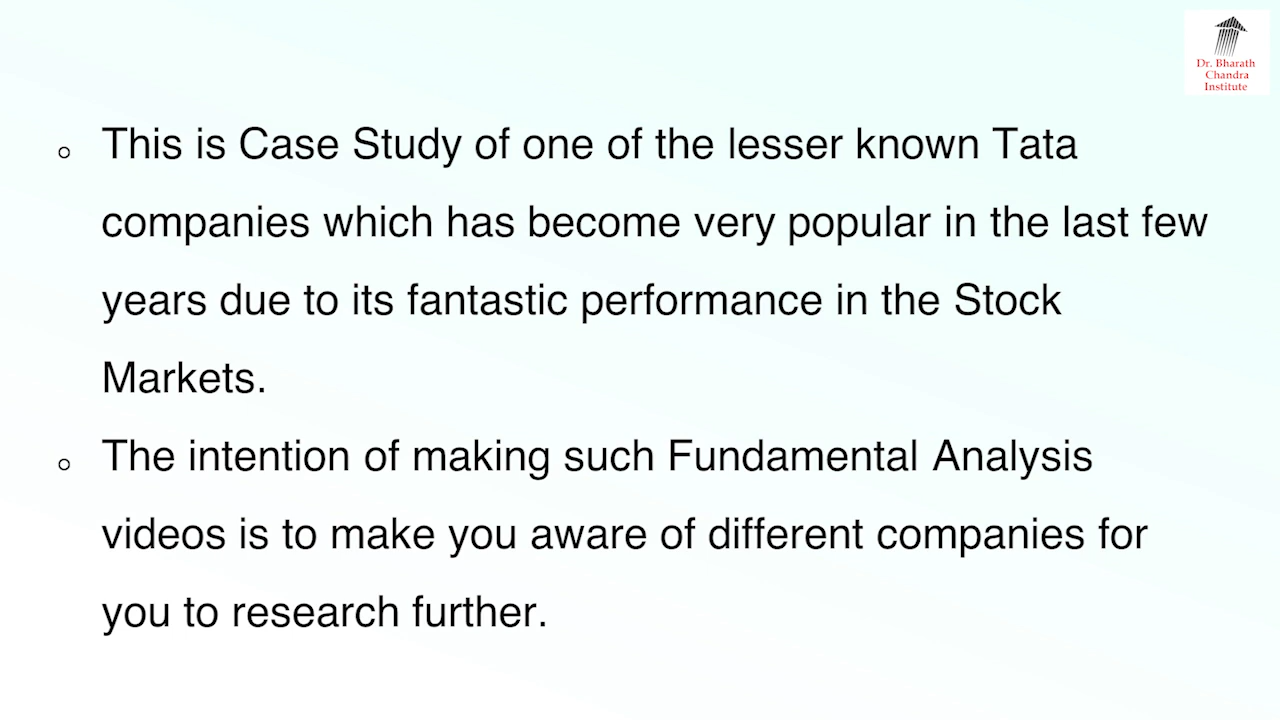 Dr. Bharath
Chandra
Institute
○ This is Case Study of one of the lesser known Tata
companies which has become very popular in the last few
years due to its fantastic performance in the Stock
Markets.
○ The intention of making such Fundamental Analysis
videos is to make you aware of different companies for
you to research further.